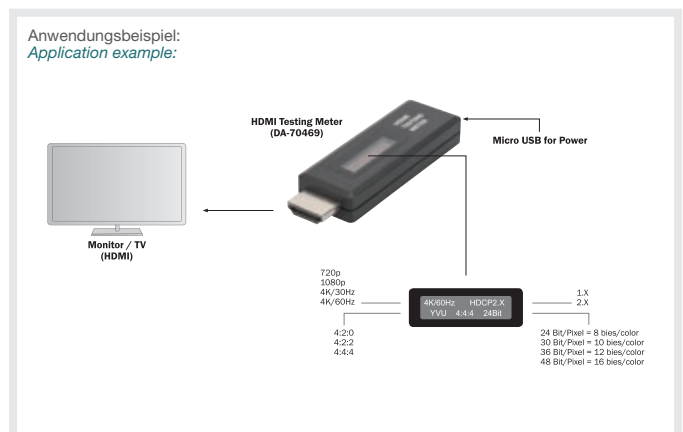 Anwendungsbeispiel:
Application example:
HDMI Testing Meter
(DA-70469)
HDMI
TESTING
METER
Micro USB for Power
Monitor / TV
(HDMI)
720p
1080p
4K/30Hz
4K/60Hz
4:2:0
4:2:2
4:4:4
4K/60Hz HDCP2.X
YVU 4:4:4 24Bit
1.X
2.X
24 Bit/Pixel = 8 bies/color
30 Bit/Pixel = 10 bies/color
36 Bit/Pixel = 12 bies/color
48 Bit/Pixel = 16 bies/color